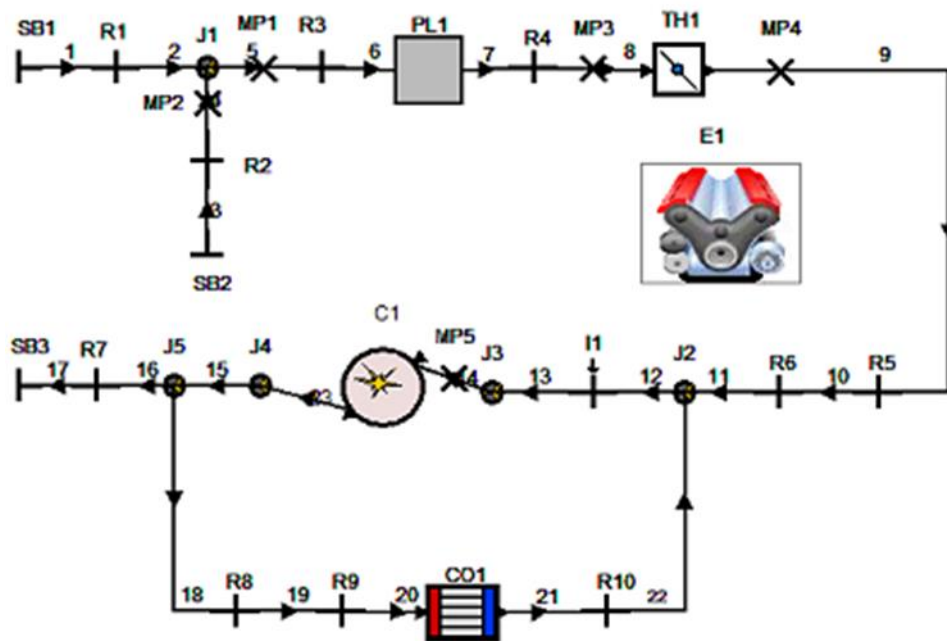 SB1 R1 J1 MP1 R3 PL1 R4 MP3 TH1 MP4
1 2 5 6 7 8 9
MP2
R2
E1
3
SB2
C1
SB3 R7 J5 J4 MP5 J3 I1 J2 R6 R5
17 16 15 13 12 11 10
23
R8 R9 CO1 R10
18 19 20 21 22